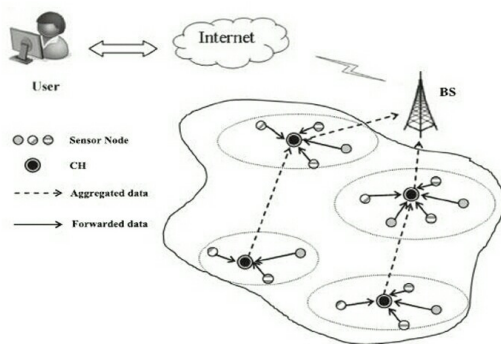 Internet
User
BS
Sensor Node
CH
Aggregated data
Forwarded data